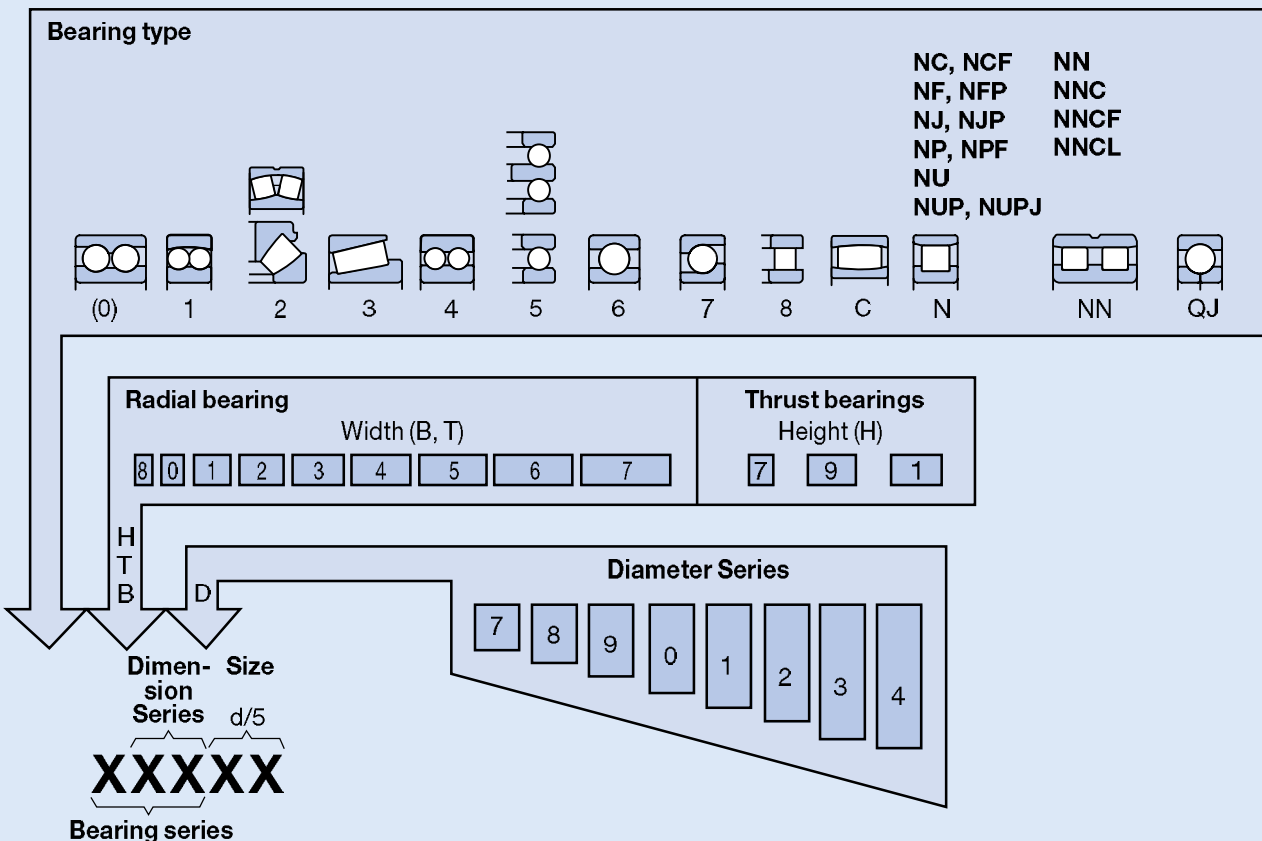 Bearing type
NC, NCF NN
NF, NFP NNC
NJ, NJP NNCF
NP, NPF NNCL
NU
NUP, NUPJ
(0) 1 2 3 4 5 6 7 8 C N NN QJ
Radial bearing Thrust bearings
Width (B, T) Height (H)
8 0 1 2 3 4 5 6 7 7 9 1
H
T
B
D
Diameter Series
7 8 9 0 1 2 3 4
Dimen- Size
sion
Series d/5
XXXXX
Bearing series